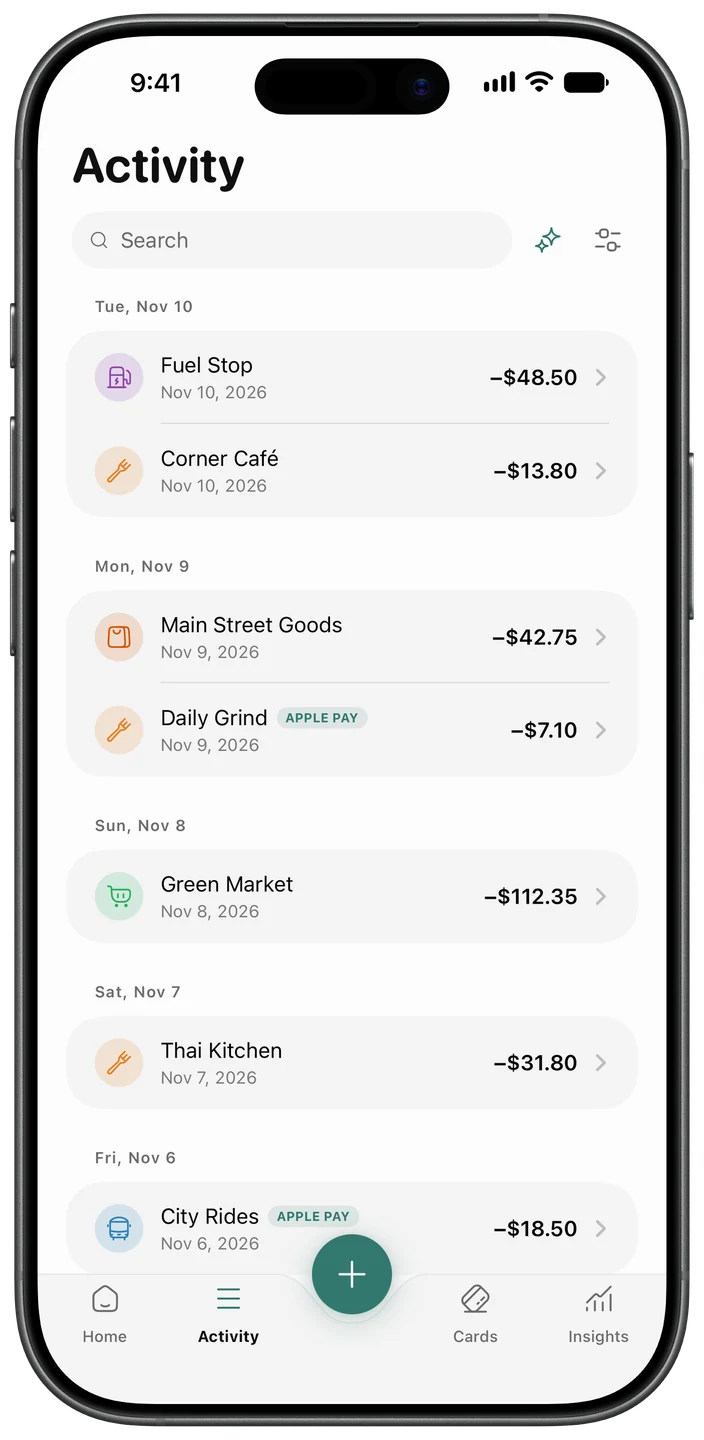 9:41
Activity
Search
Tue, Nov 10
Fuel Stop
Nov 10, 2026
–$48.50
Corner Café
Nov 10, 2026
–$13.80
Mon, Nov 9
Main Street Goods
Nov 9, 2026
–$42.75
Daily Grind APPLE PAY
Nov 9, 2026
–$7.10
Sun, Nov 8
Green Market
Nov 8, 2026
–$112.35
Sat, Nov 7
Thai Kitchen
Nov 7, 2026
–$31.80
Fri, Nov 6
City Rides APPLE PAY
Nov 6, 2026
–$18.50
Home Activity Cards Insights